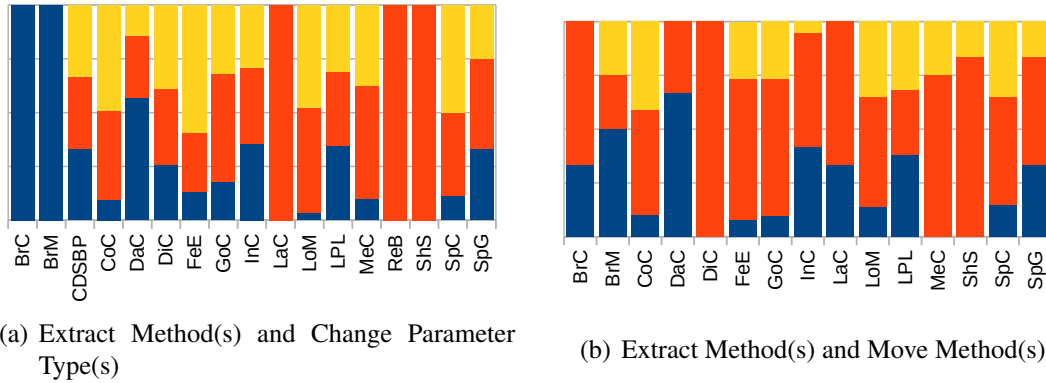 BrC BrM CDSBP CoC DaC DiC FeE GoC InC LaC LoM LPL MeC ReB ShS SpC SpG
BrC BrM CoC DaC DiC FeE GoC InC LaC LoM LPL MeC ShS SpC SpG
(a) Extract Method(s) and Change Parameter
Type(s)
(b) Extract Method(s) and Move Method(s)